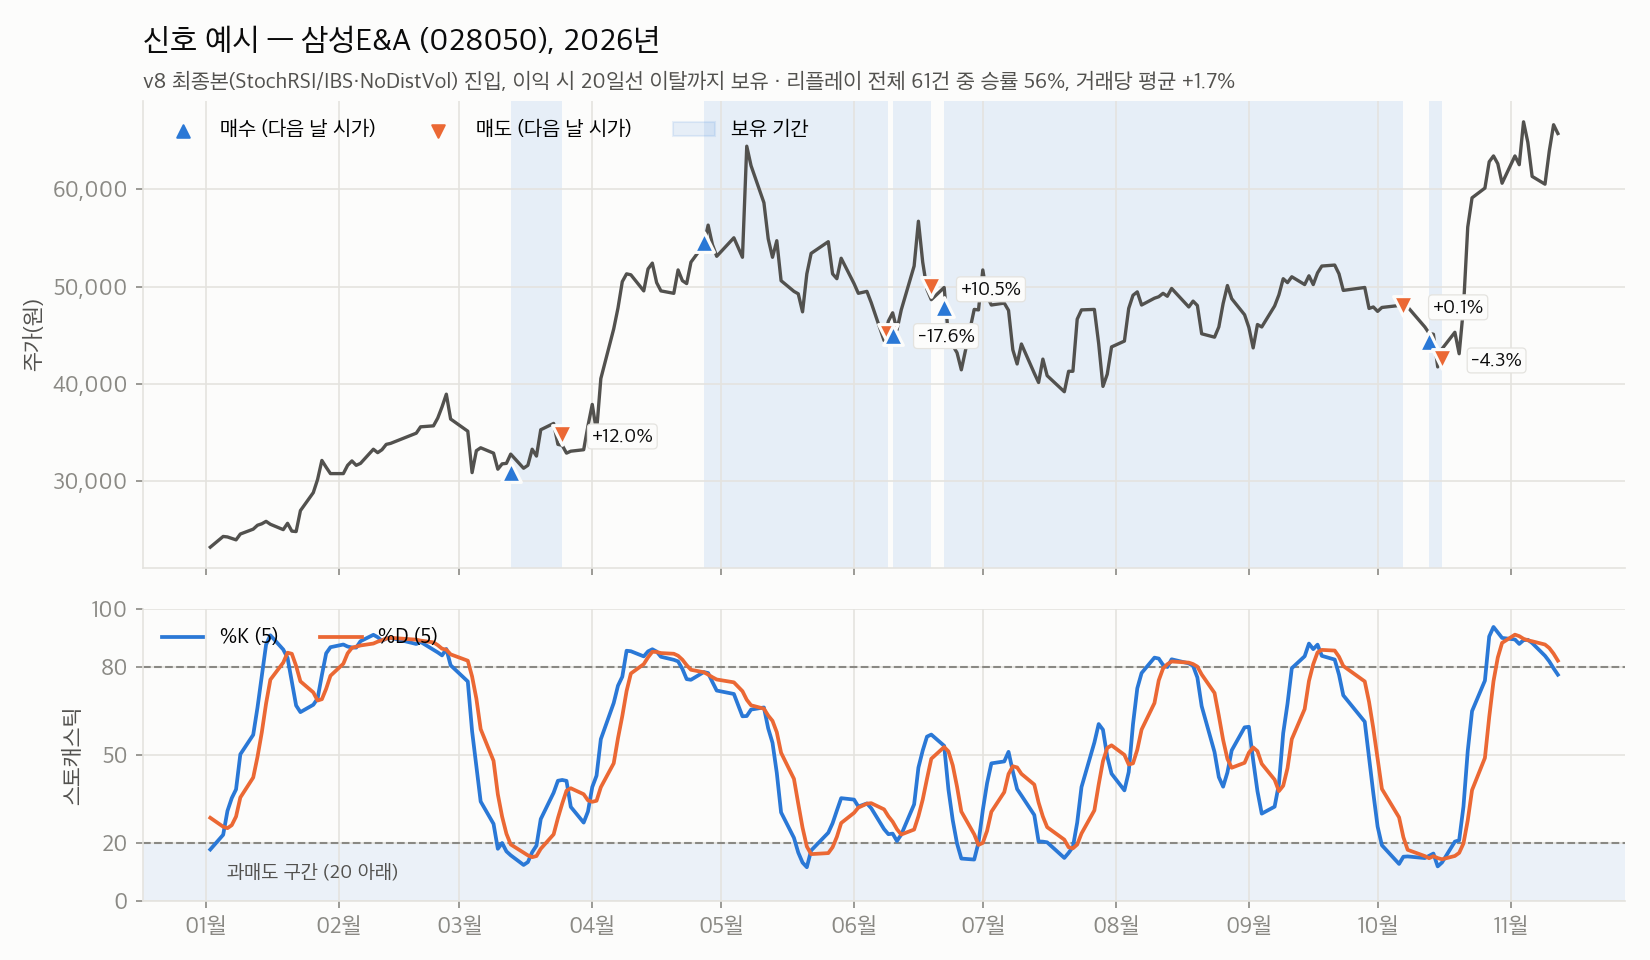 신호 예시 — 삼성E&A (028050), 2026년
v8 최종본(StochRSI/IBS·NoDistVol) 진입, 이익 시 20일선 이탈까지 보유 · 리플레이 전체 61건 중 승률 56%, 거래당 평균 +1.7%
매수 (다음 날 시가)
매도 (다음 날 시가)
보유 기간
주가(원)
60,000
50,000
40,000
30,000
+12.0%
-17.6%
+10.5%
+0.1%
-4.3%
%K (5)
%D (5)
스토캐스틱
100
80
50
20
0
과매도 구간 (20 아래)
01월
02월
03월
04월
05월
06월
07월
08월
09월
10월
11월